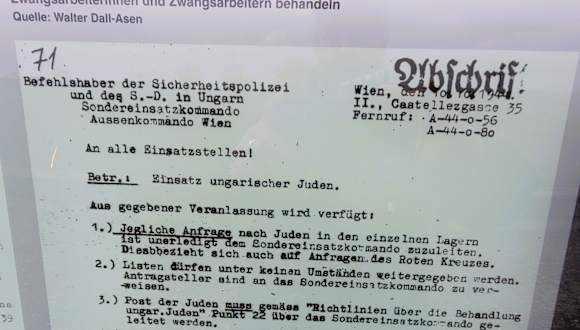 Zwangsarbeiterinnen und Zwangsarbeitern behandeln
Quelle: Walter Dall-Asen
71
Abschrift!
Befehlshaber der Sicherheitspolizei
und des S.-D. in Ungarn
Sondereinsatzkommando
Aussenkommando Wien
Wien, den
II., Castellezgasse 35
Fernruf: A-44-0-56
A-44-0-80
An alle Einsatzstellen!
Betr.: Einsatz ungarischer Juden.
Aus gegebener Veranlassung wird verfügt:
1.) Jegliche Anfrage nach Juden in den einzelnen Lagern
ist unerledigt dem Sondereinsatzkommando zuzuleiten.
Diesbezieht sich auch auf Anfragen des Roten Kreuzes.
2.) Listen dürfen unter keinen Umständen weitergegeben werden.
Antragsteller sind an das Sondereinsatzkommando zu ver-
weisen.
3.) Post der Juden muss gemäss "Richtlinien über die Behandlung
ungar.Juden" Punkt 22 über das Sondereinsatzkommando ge-
leitet werden.